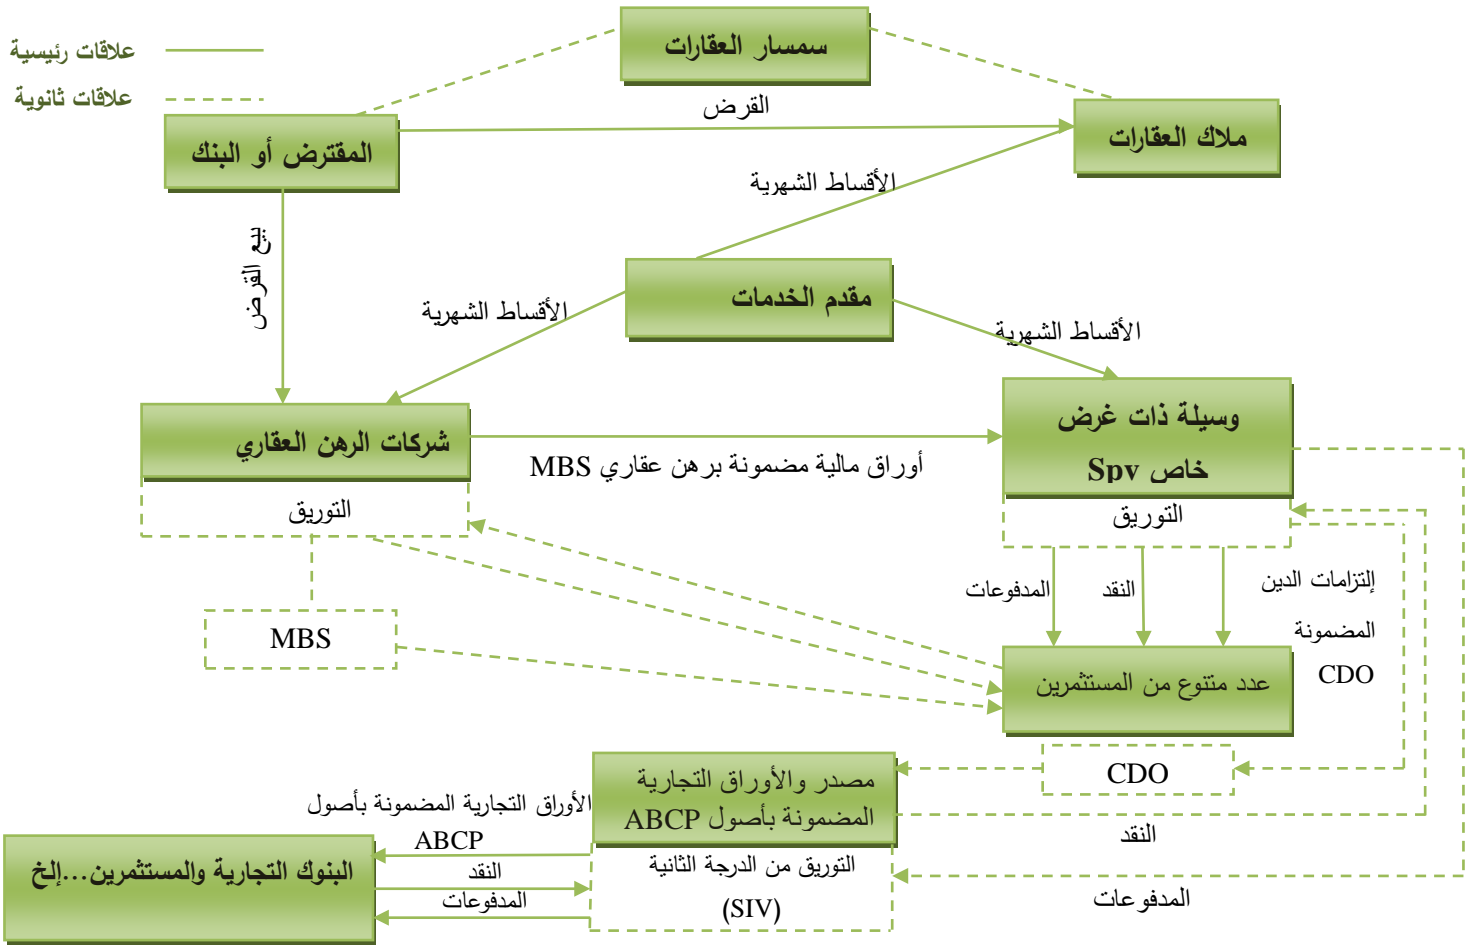 علاقات رئيسية
علاقات ثانوية
سمسار العقارات
القرض
المقترض أو البنك
ملاك العقارات
الأقساط الشهرية
بيع القرض
مقدم الخدمات
الأقساط الشهرية
الأقساط الشهرية
شركات الرهن العقاري
وسيلة ذات غرض
خاص Spv
أوراق مالية مضمونة برهن عقاري MBS
التوريق
التوريق
المدفوعات
النقد
إلتزامات الدين
المضمونة
CDO
MBS
عدد متنوع من المستثمرين
CDO
مصدر والأوراق التجارية
المضمونة بأصول ABCP
الأوراق التجارية المضمونة بأصول
ABCP
النقد
البنوك التجارية والمستثمرين...إلخ
النقد
المدفوعات
التوريق من الدرجة الثانية
(SIV)
المدفوعات